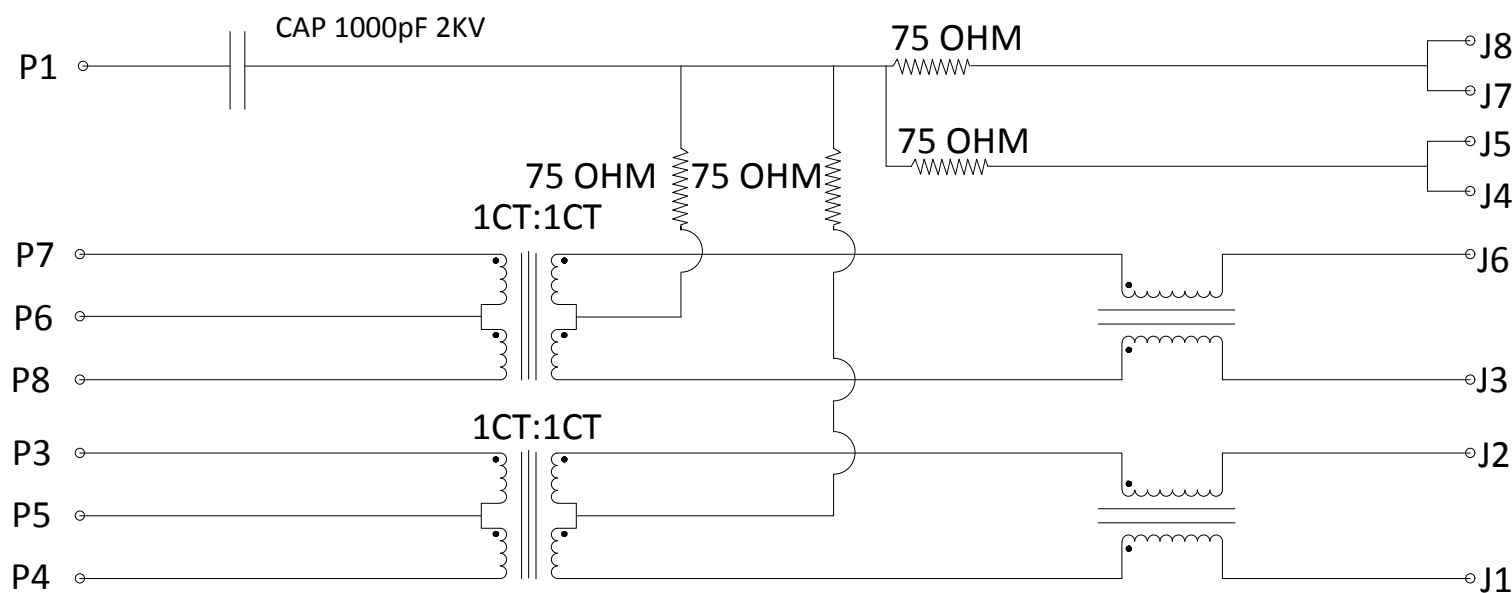 CAP 1000pF 2KV
75 OHM
J8
P1
J7
75 OHM
J5
75 OHM
75 OHM
J4
1CT:1CT
P7
J6
P6
P8
J3
1CT:1CT
P3
J2
P5
P4
J1